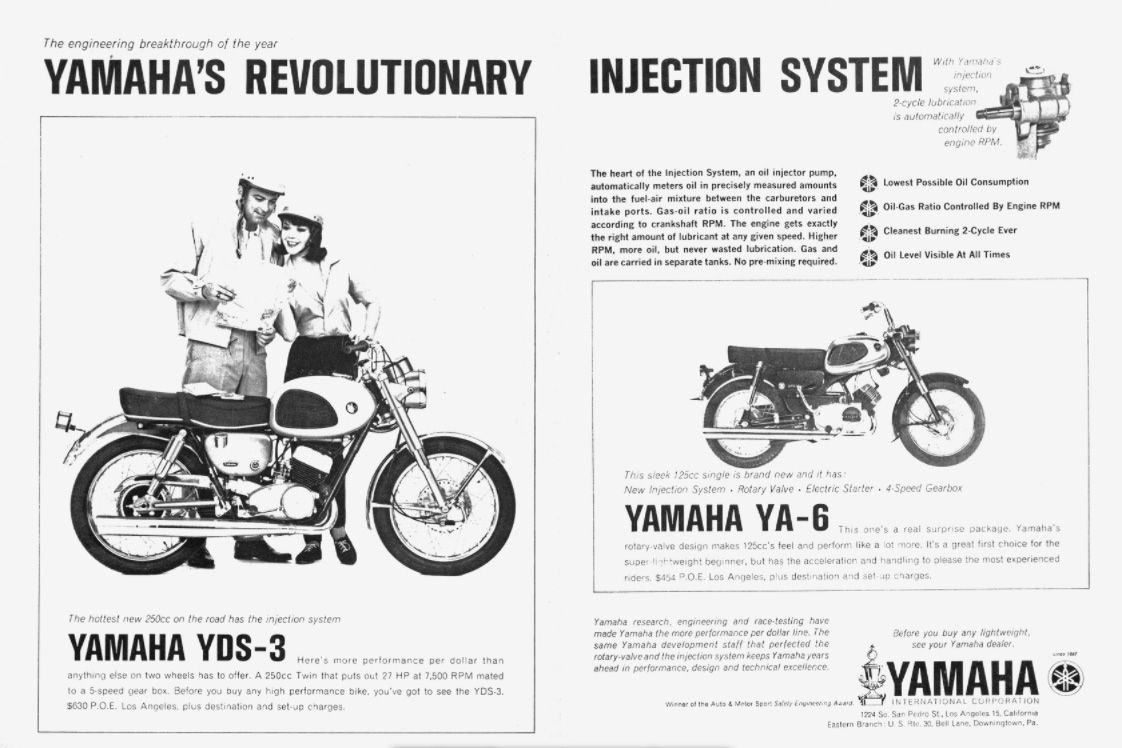 The engineering breakthrough of the year
YAMAHA'S REVOLUTIONARY
INJECTION SYSTEM
With Yamaha's
injection
system,
2-cycle lubrication
is automatically
controlled by
engine RPM.
The heart of the Injection System, an oil injector pump,
automatically meters oil in precisely measured amounts
into the fuel-air mixture between the carburetors and
intake ports. Gas-oil ratio is controlled and varied
according to crankshaft RPM. The engine gets exactly
the right amount of lubricant at any given speed. Higher
RPM, more oil, but never wasted lubrication. Gas and
oil are carried in separate tanks. No pre-mixing required.
Lowest Possible Oil Consumption
Oil-Gas Ratio Controlled By Engine RPM
Cleanest Burning 2-Cycle Ever
Oil Level Visible At All Times
The hottest new 250cc on the road has the injection system
YAMAHA YDS-3 Here's more performance per dollar than
anything else on two wheels has to offer. A 250cc Twin that puts out 27 HP at 7,500 RPM mated
to a 5-speed gear box. Before you buy any high performance bike, you've got to see the YDS-3.
$630 P.O.E. Los Angeles, plus destination and set-up charges.
This sleek 125cc single is brand new and it has:
New Injection System • Rotary Valve • Electric Starter • 4-Speed Gearbox
YAMAHA YA-6 This one's a real surprise package. Yamaha's
rotary-valve design makes 125cc's feel and perform like a lot more. It's a great first choice for the
super-lightweight beginner, but has the acceleration and handling to please the most experienced
riders. $454 P.O.E. Los Angeles, plus destination and set-up charges.
Yamaha research, engineering and race-testing have
made Yamaha the more performance per dollar line. The
same Yamaha development staff that perfected the
rotary-valve and the injection system keeps Yamaha years
ahead in performance, design and technical excellence.
Before you buy any lightweight,
see your Yamaha dealer.
since 1887
YAMAHA
INTERNATIONAL CORPORATION
Winner of the Auto & Motor Sport Safety Engineering Award.
1224 So. San Pedro St., Los Angeles 15, California
Eastern Branch: U. S. Rte. 30, Bell Lane, Downingtown, Pa.